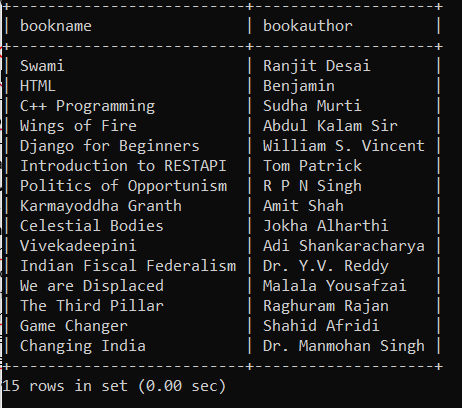 +-------------------------+--------------------+
| bookname                | bookauthor         |
+-------------------------+--------------------+
| Swami                   | Ranjit Desai       |
| HTML                    | Benjamin           |
| C++ Programming         | Sudha Murti        |
| Wings of Fire           | Abdul Kalam Sir    |
| Django for Beginners    | William S. Vincent |
| Introduction to RESTAPI | Tom Patrick        |
| Politics of Opportunism | R P N Singh        |
| Karmayoddha Granth      | Amit Shah          |
| Celestial Bodies        | Jokha Alharthi     |
| Vivekadeepini           | Adi Shankaracharya |
| Indian Fiscal Federalism | Dr. Y.V. Reddy     |
| We are Displaced        | Malala Yousafzai   |
| The Third Pillar        | Raghuram Rajan     |
| Game Changer            | Shahid Afridi      |
| Changing India          | Dr. Manmohan Singh |
+-------------------------+--------------------+
15 rows in set (0.00 sec)